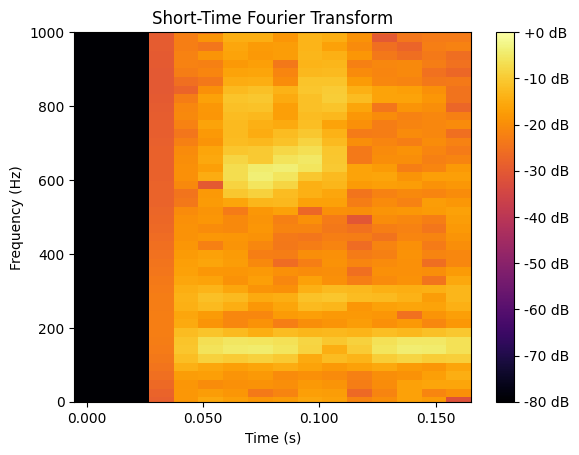 Short-Time Fourier Transform
1000
800
600
400
200
0
Frequency (Hz)
0.000
0.050
0.100
0.150
Time (s)
+0 dB
-10 dB
-20 dB
-30 dB
-40 dB
-50 dB
-60 dB
-70 dB
-80 dB